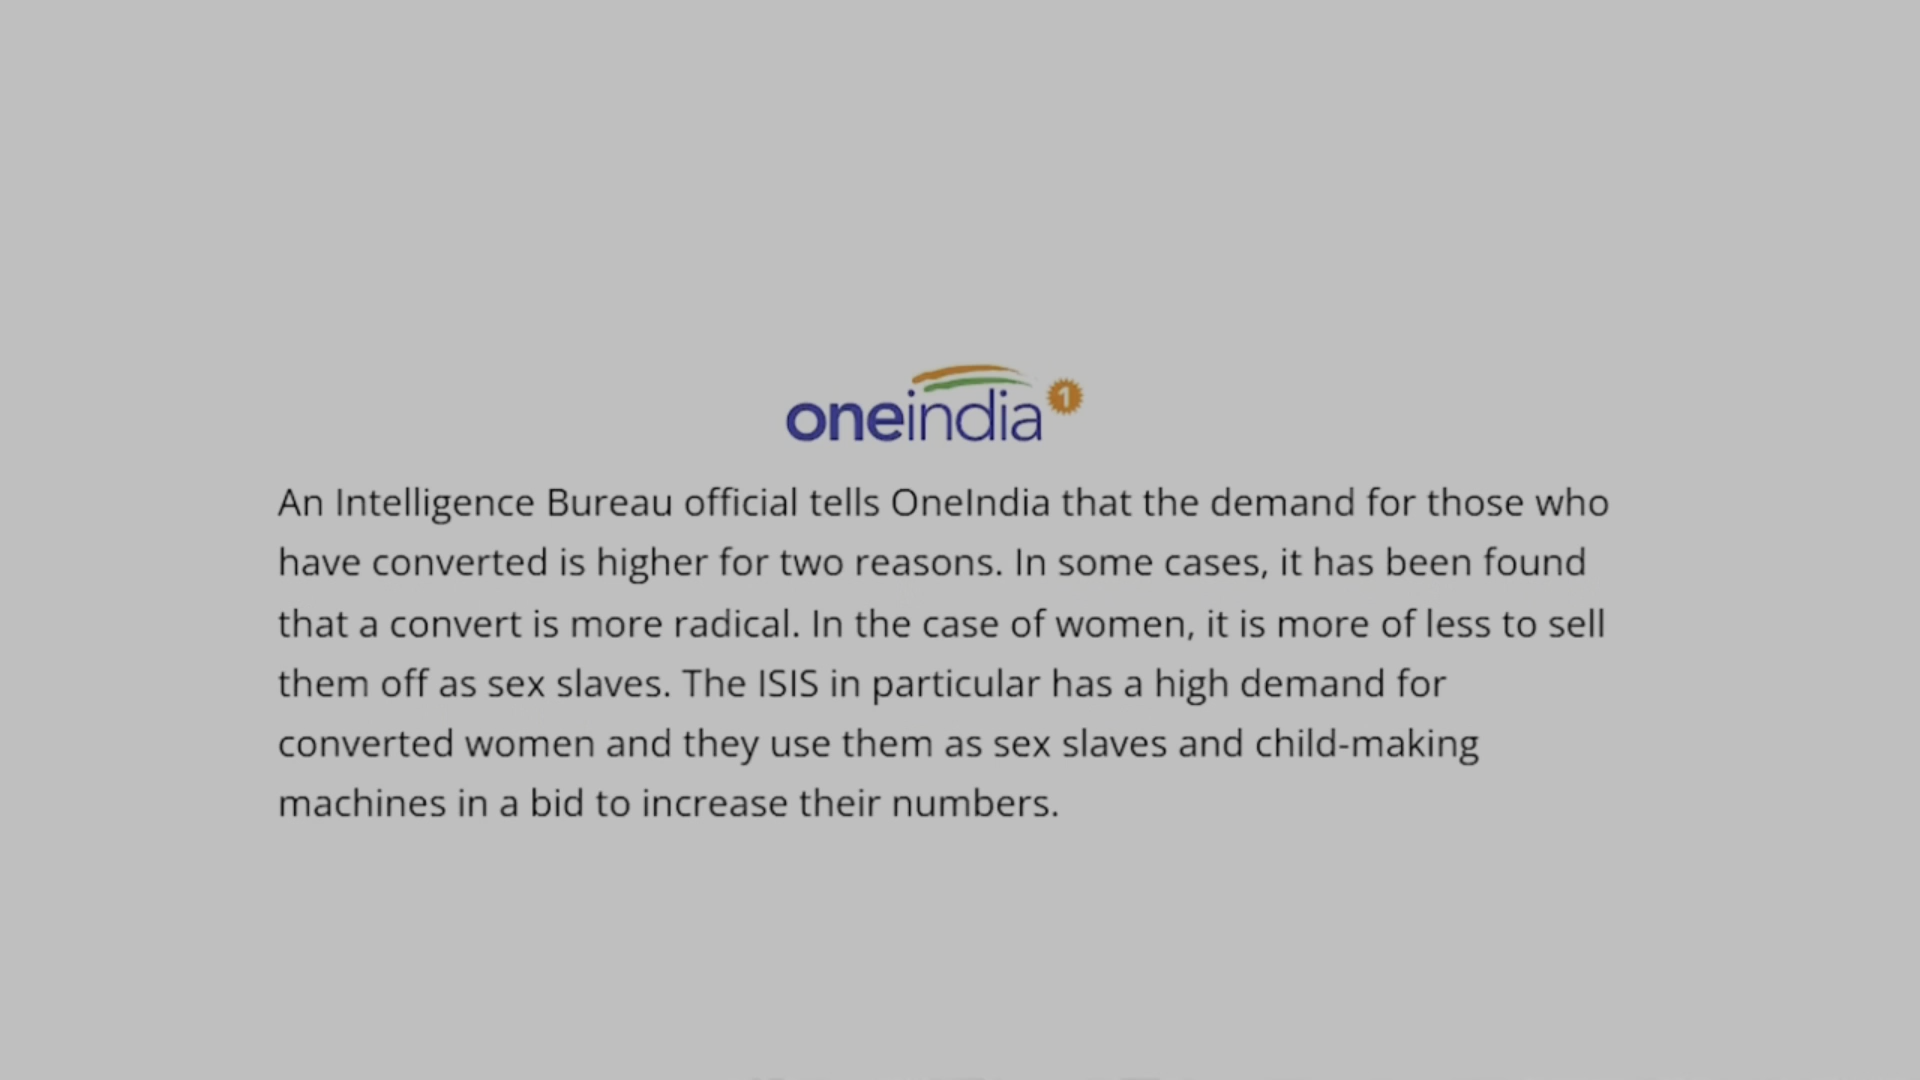 oneindia 1
An Intelligence Bureau official tells OneIndia that the demand for those who
have converted is higher for two reasons. In some cases, it has been found
that a convert is more radical. In the case of women, it is more of less to sell
them off as sex slaves. The ISIS in particular has a high demand for
converted women and they use them as sex slaves and child-making
machines in a bid to increase their numbers.